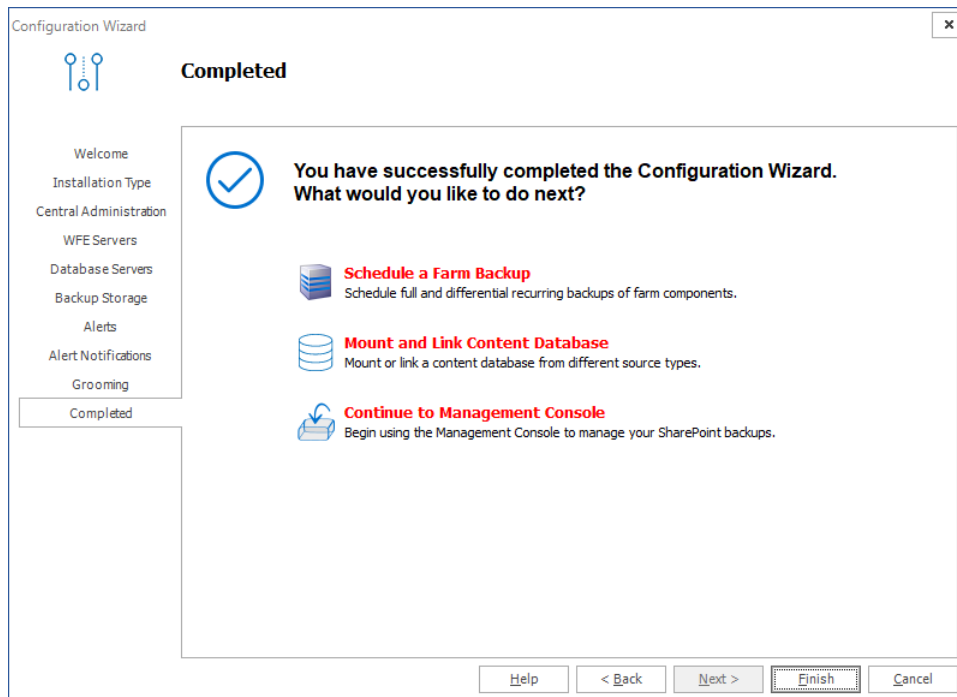 Configuration Wizard
Completed
Welcome
Installation Type
Central Administration
WFE Servers
Database Servers
Backup Storage
Alerts
Alert Notifications
Grooming
Completed
You have successfully completed the Configuration Wizard.
What would you like to do next?
Schedule a Farm Backup
Schedule full and differential recurring backups of farm components.
Mount and Link Content Database
Mount or link a content database from different source types.
Continue to Management Console
Begin using the Management Console to manage your SharePoint backups.
Help
< Back
Next >
Finish
Cancel